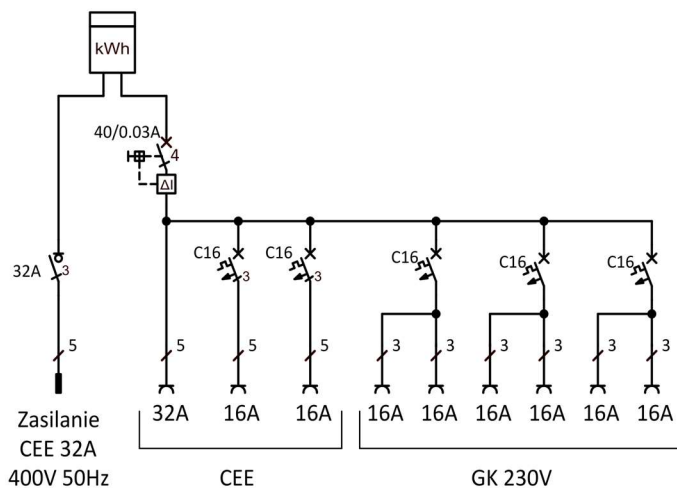 kWh
40/0.03A
4
ΔI
32A
3
C16
3
C16
3
C16
C16
C16
5
5
5
5
3
3
3
3
3
3
32A
16A
16A
16A
16A
16A
16A
16A
16A
Zasilanie
CEE 32A
400V 50Hz
CEE
GK 230V